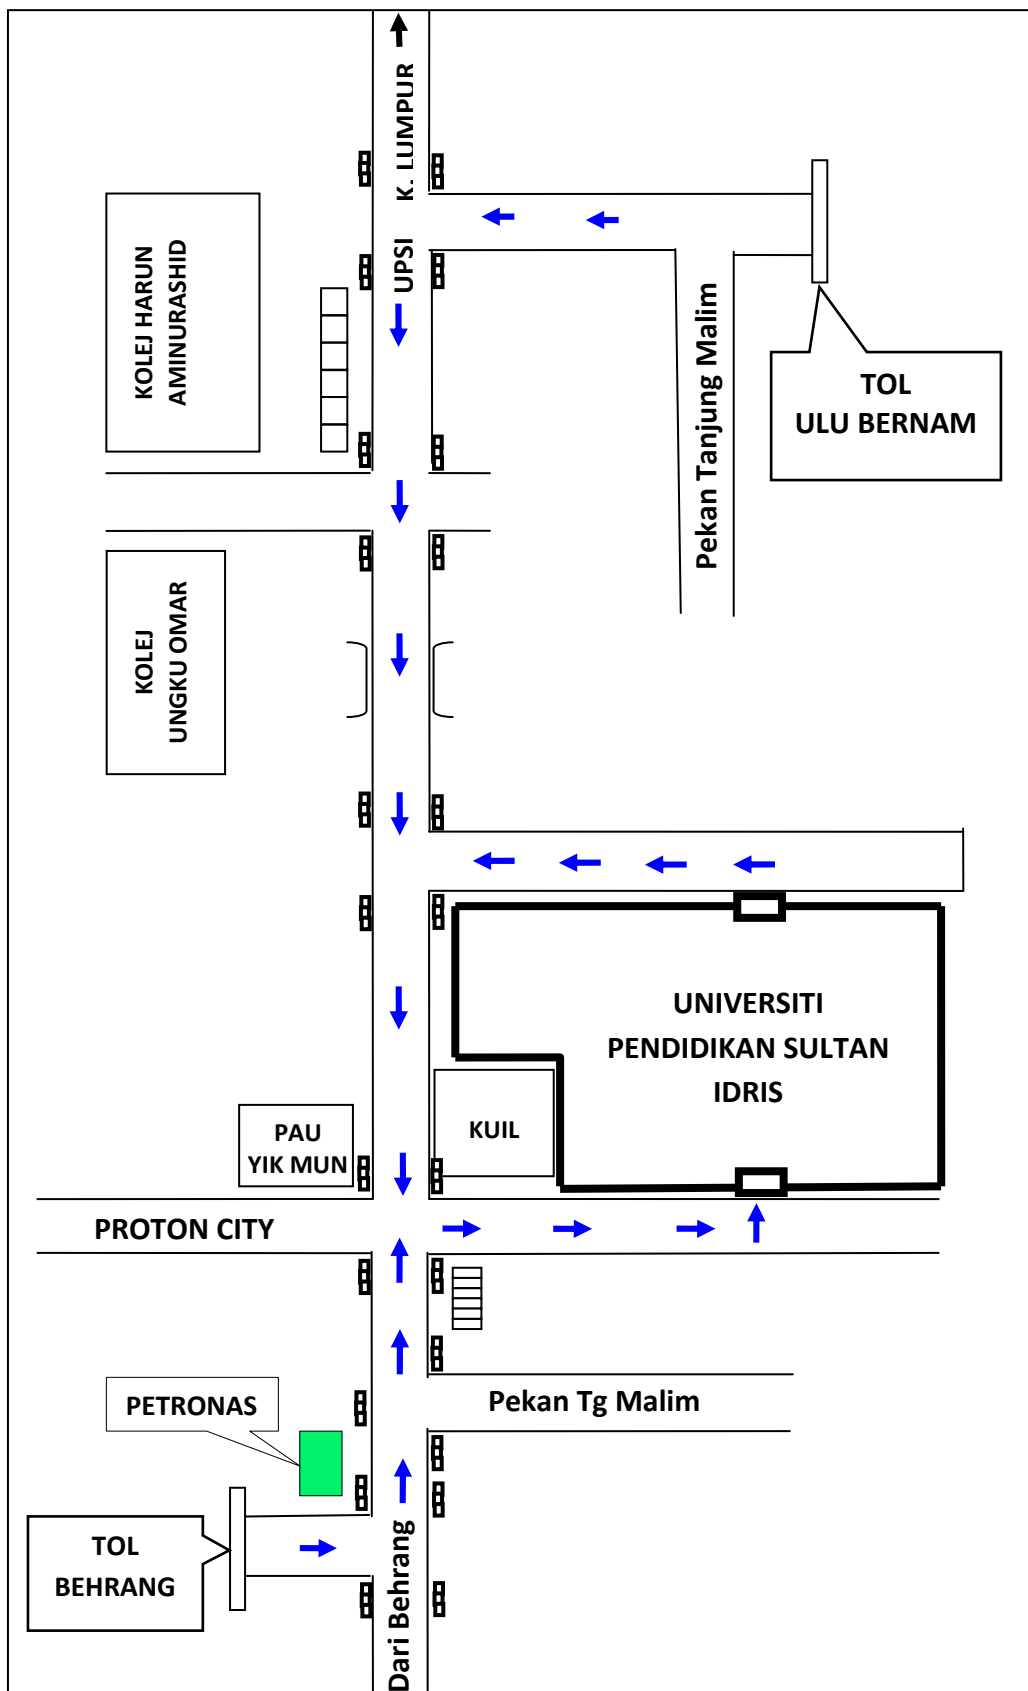 K. LUMPUR
UPSI
KOLEJ HARUN
AMINURASHID
Pekan Tanjung Malim
TOL
ULU BERNAM
KOLEJ
UNGKU OMAR
UNIVERSITI
PENDIDIKAN SULTAN
IDRIS
PAU
YIK MUN
KUIL
PROTON CITY
PETRONAS
Pekan Tg Malim
TOL
BEHRANG
Dari Behrang